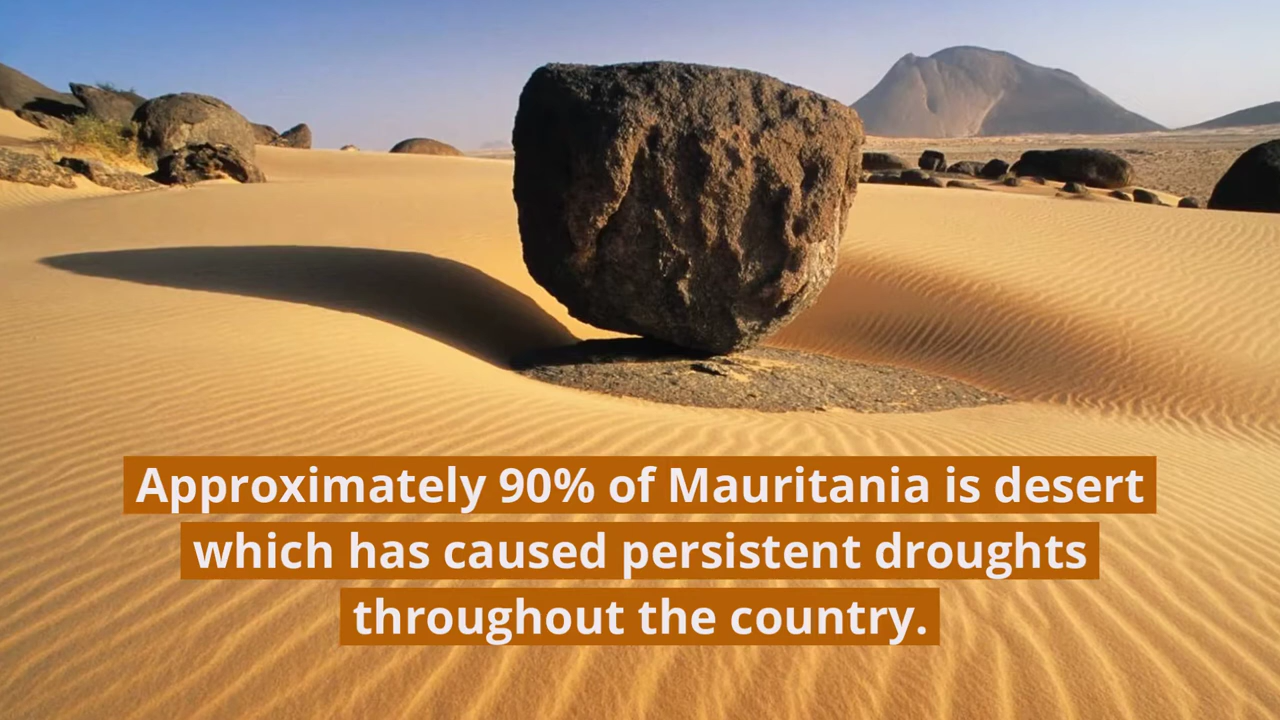 Approximately 90% of Mauritania is desert
which has caused persistent droughts
throughout the country.